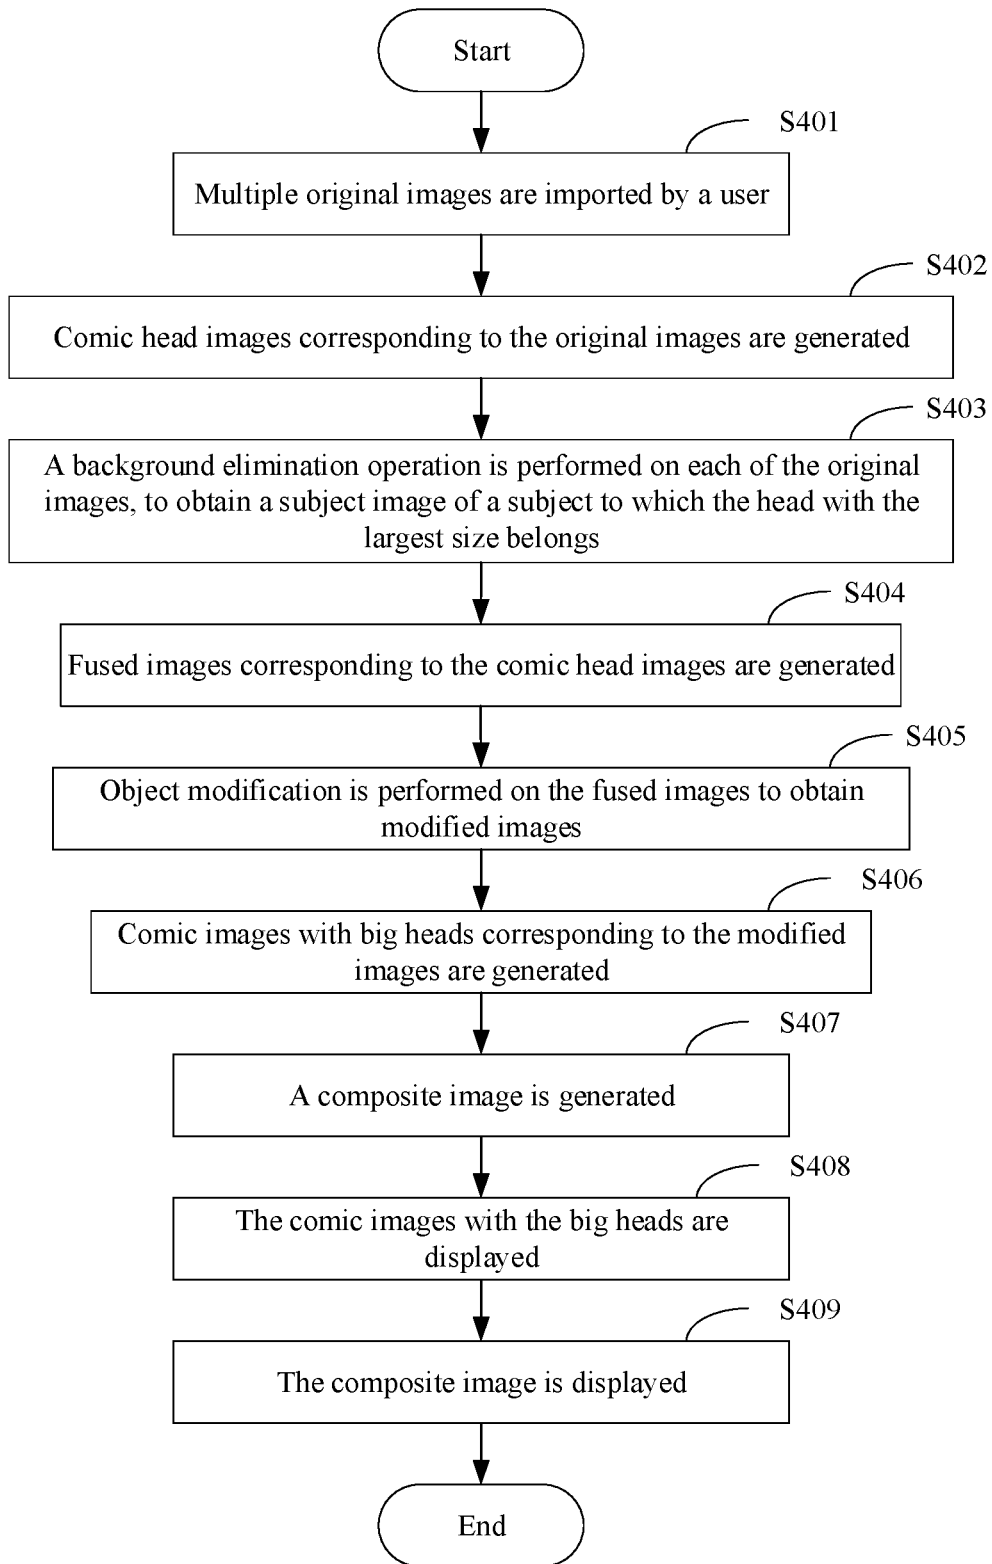 Start
S401
Multiple original images are imported by a user
S402
Comic head images corresponding to the original images are generated
S403
A background elimination operation is performed on each of the original
images, to obtain a subject image of a subject to which the head with the
largest size belongs
S404
Fused images corresponding to the comic head images are generated
S405
Object modification is performed on the fused images to obtain
modified images
S406
Comic images with big heads corresponding to the modified
images are generated
S407
A composite image is generated
S408
The comic images with the big heads are
displayed
S409
The composite image is displayed
End